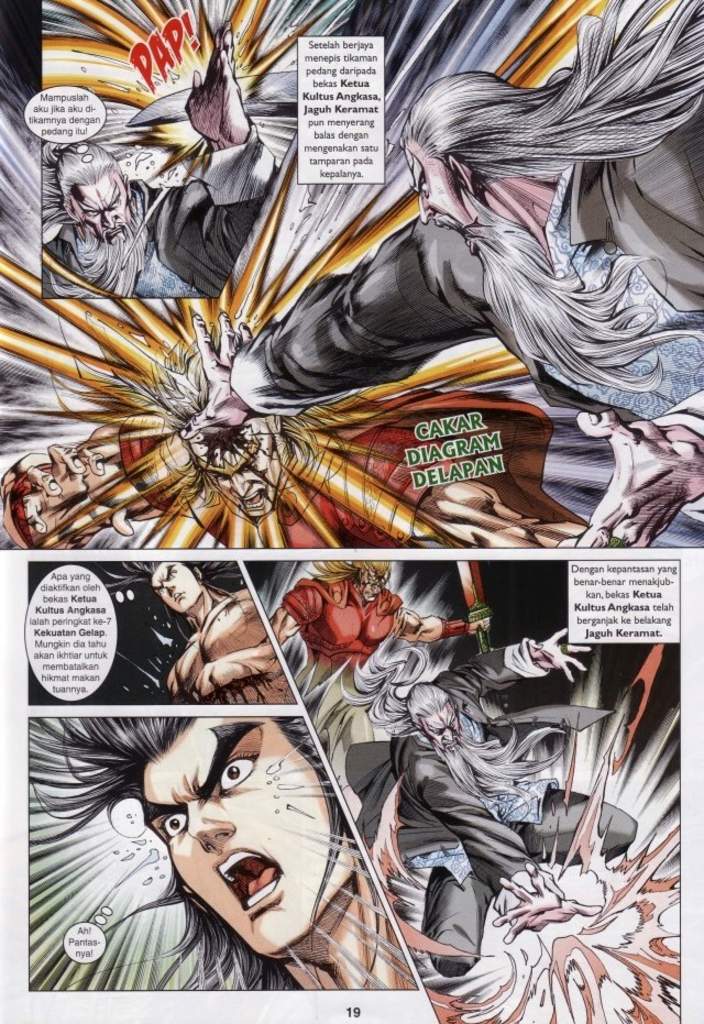 PAP!
Mampuslah
aku jika aku di-
tikamnya dengan
pedang itu!
Setelah berjaya
menepis tikaman
pedang daripada
bekas Ketua
Kultus Angkasa,
Jaguh Keramat
pun menyerang
balas dengan
mengenakan satu
tamparan pada
kepalanya.
CAKAR
DIAGRAM
DELAPAN
Apa yang
diaktifkan oleh
bekas Ketua
Kultus Angkasa
ialah peringkat ke-7
Kekuatan Gelap.
Mungkin dia tahu
akan ikhtiar untuk
membatalkan
hikmat makan
tuannya.
Dengan kepantasan yang
benar-benar menakjub-
kan, bekas Ketua
Kultus Angkasa telah
berganjak ke belakang
Jaguh Keramat.
Ah!
Pantas-
nya!
19